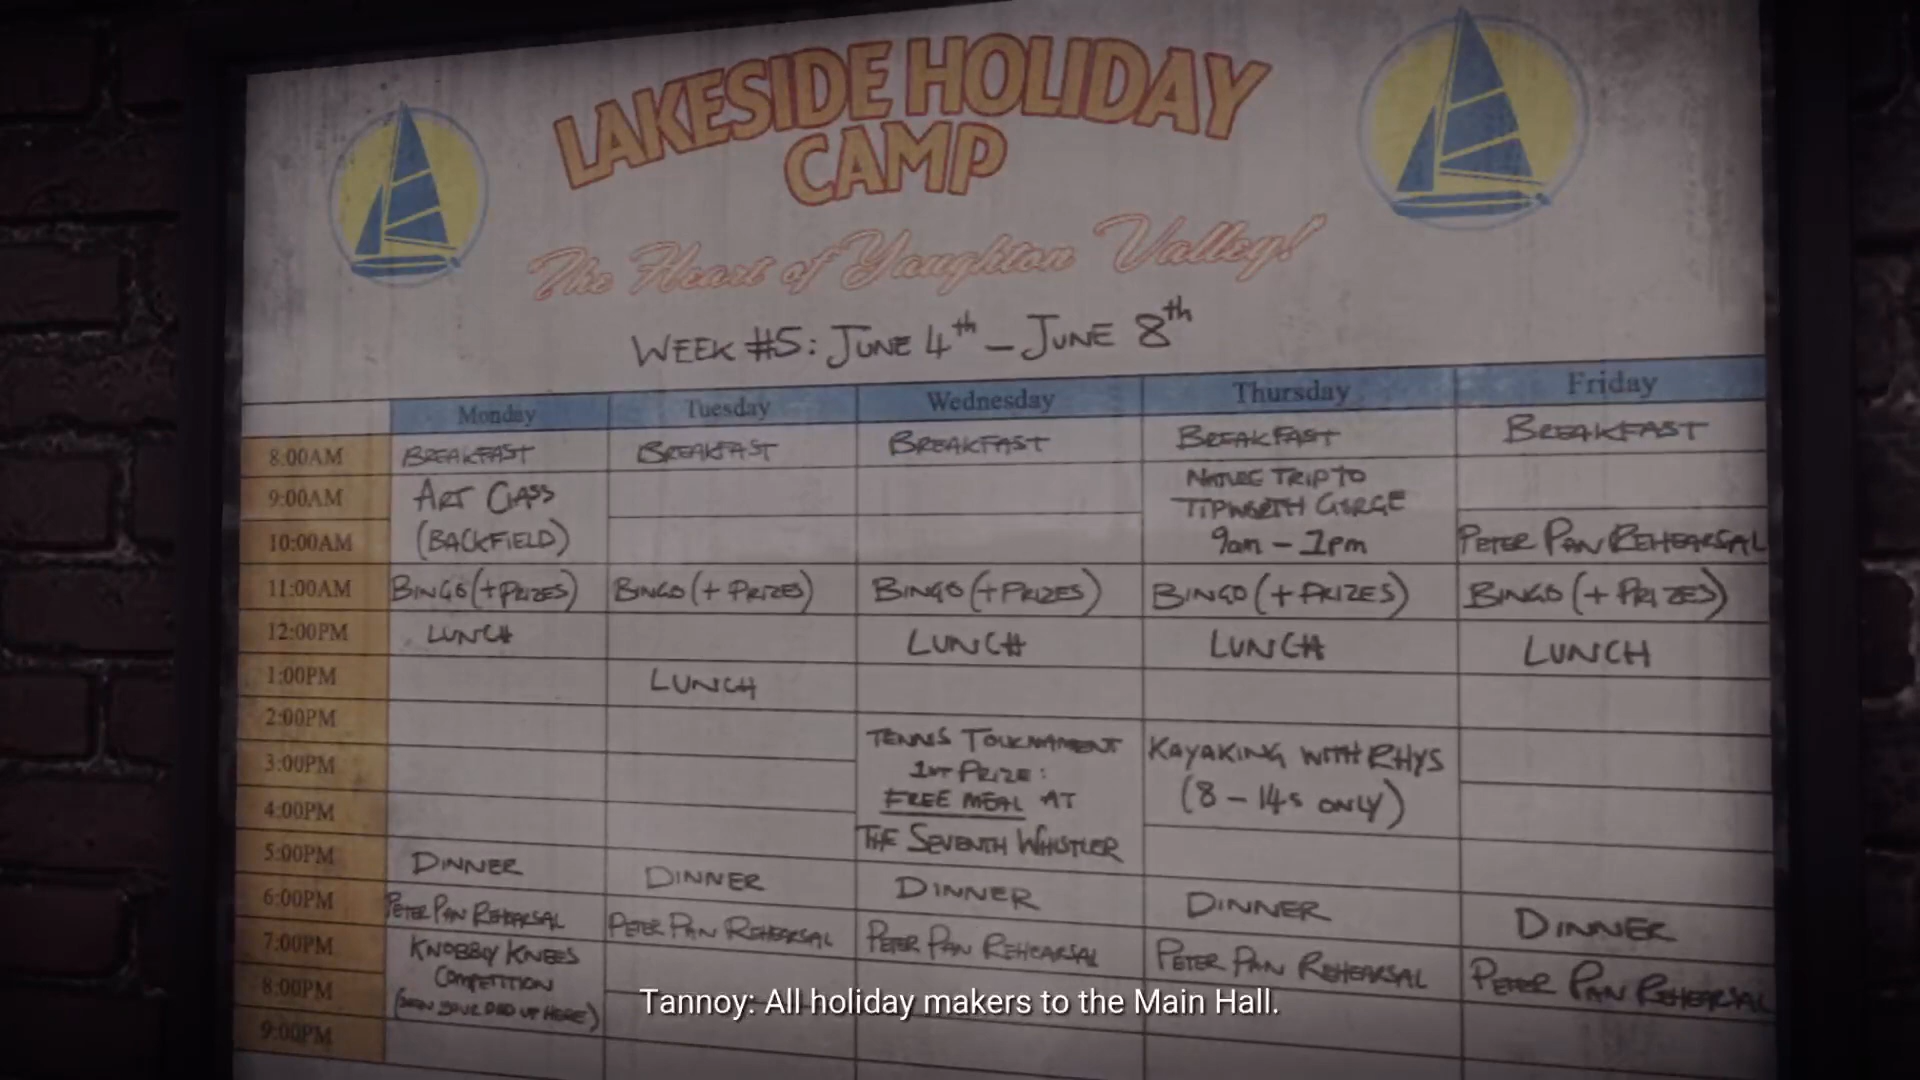 LAKESIDE HOLIDAY
CAMP
The Heart of Yaughton Valley!
WEEK #5: JUNE 4th - JUNE 8th
Monday Tuesday Wednesday Thursday Friday
8:00AM BREAKFAST BREAKFAST BREAKFAST BREAKFAST BREAKFAST
9:00AM ART CLASS NATURE TRIP TO
TIPWORTH GORGE
10:00AM (BACKFIELD) 9am - 1pm PETER PAN REHEARSAL
11:00AM BINGO (+ PRIZES) BINGO (+ PRIZES) BINGO (+ PRIZES) BINGO (+ PRIZES) BINGO (+ PRIZES)
12:00PM LUNCH LUNCH LUNCH LUNCH
1:00PM LUNCH
2:00PM TENNIS TOURNAMENT KAYAKING WITH RHYS
3:00PM 1ST PRIZE: (8 - 14s ONLY)
4:00PM FREE MEAL AT
THE SEVENTH WHISTLER
5:00PM DINNER DINNER DINNER DINNER DINNER
6:00PM PETER PAN REHEARSAL PETER PAN REHEARSAL PETER PAN REHEARSAL PETER PAN REHEARSAL PETER PAN REHEARSAL
7:00PM KNOBBLY KNEES
8:00PM COMPETITION
(SIGN YOUR DAD UP HERE)
9:00PM
Tannoy: All holiday makers to the Main Hall.